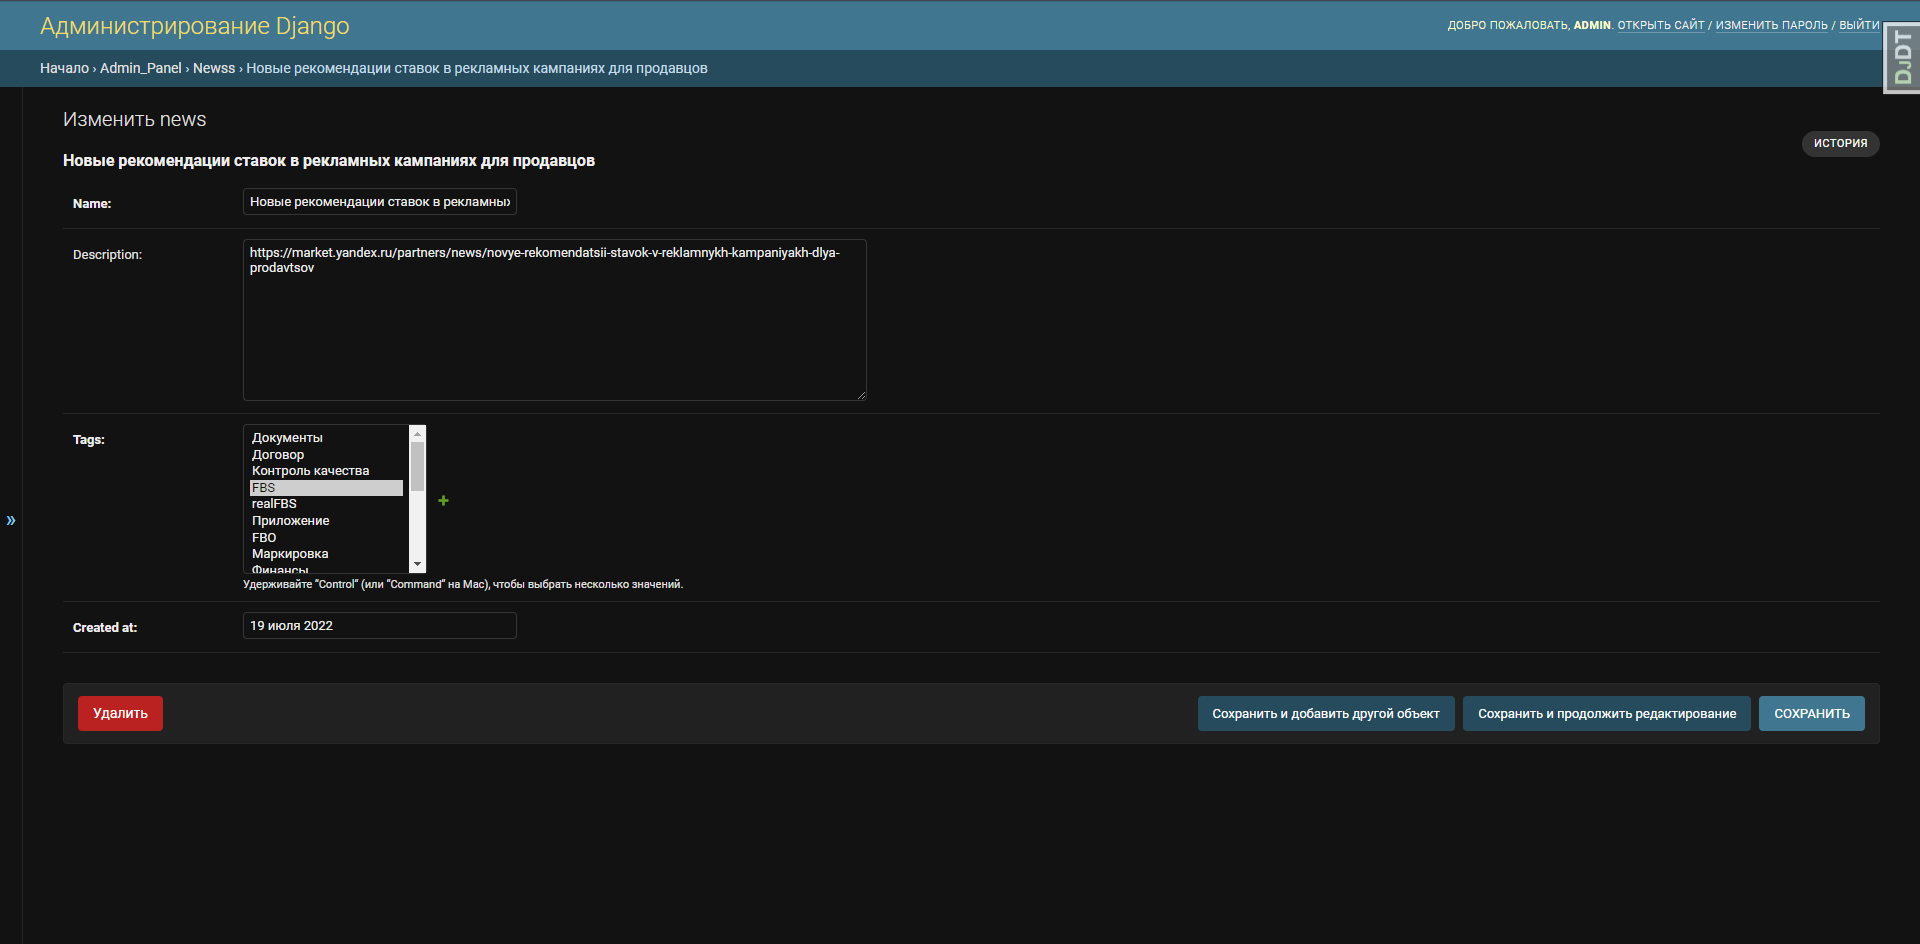 Администрирование Django
ДОБРО ПОЖАЛОВАТЬ, ADMIN. ОТКРЫТЬ САЙТ / ИЗМЕНИТЬ ПАРОЛЬ / ВЫЙТИ
DJDT
Начало › Admin_Panel › Newss › Новые рекомендации ставок в рекламных кампаниях для продавцов
Изменить news
ИСТОРИЯ
Новые рекомендации ставок в рекламных кампаниях для продавцов
Name:
Новые рекомендации ставок в рекламных
Description:
https://market.yandex.ru/partners/news/novye-rekomendatsii-stavok-v-reklamnykh-kampaniyakh-dlya-
prodavtsov
Tags:
Документы
Договор
Контроль качества
FBS
realFBS
Приложение
FBO
Маркировка
Финансы
Удерживайте “Control“ (или “Command“ на Mac), чтобы выбрать несколько значений.
»
Created at:
19 июля 2022
Удалить
Сохранить и добавить другой объект
Сохранить и продолжить редактирование
СОХРАНИТЬ